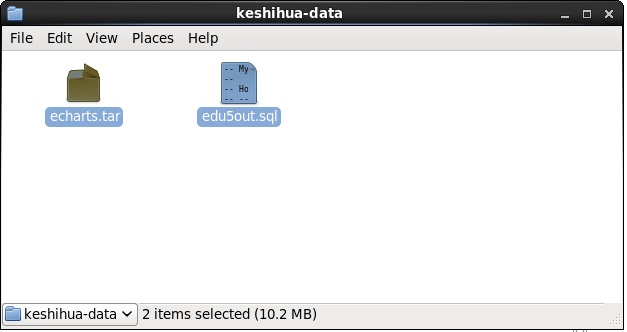 keshihua-data
File Edit View Places Help
-- My
--
-- Ho
-- --
echarts.tar edu5out.sql
keshihua-data 2 items selected (10.2 MB)